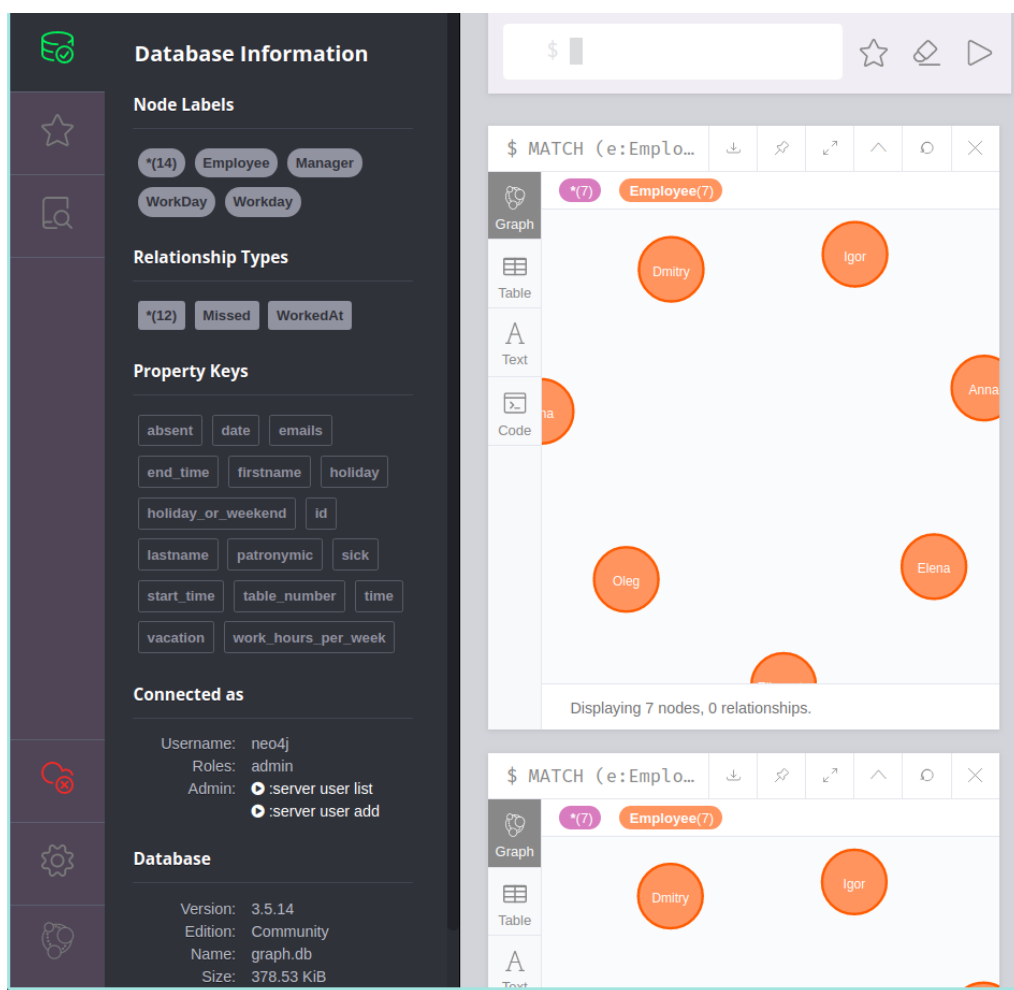 Database Information
Node Labels
*(14) Employee Manager
WorkDay Workday
Relationship Types
*(12) Missed WorkedAt
Property Keys
absent date emails
end_time firstname holiday
holiday_or_weekend id
lastname patronymic sick
start_time table_number time
vacation work_hours_per_week
Connected as
Username: neo4j
Roles: admin
Admin: :server user list
:server user add
Database
Version: 3.5.14
Edition: Community
Name: graph.db
Size: 378.53 KiB
$
$ MATCH (e:Emplo…
*(7) Employee(7)
Graph
Table
Text
Code
Dmitry
Igor
na
Anna
Oleg
Elena
Displaying 7 nodes, 0 relationships.
$ MATCH (e:Emplo…
*(7) Employee(7)
Graph
Table
Text
Dmitry
Igor